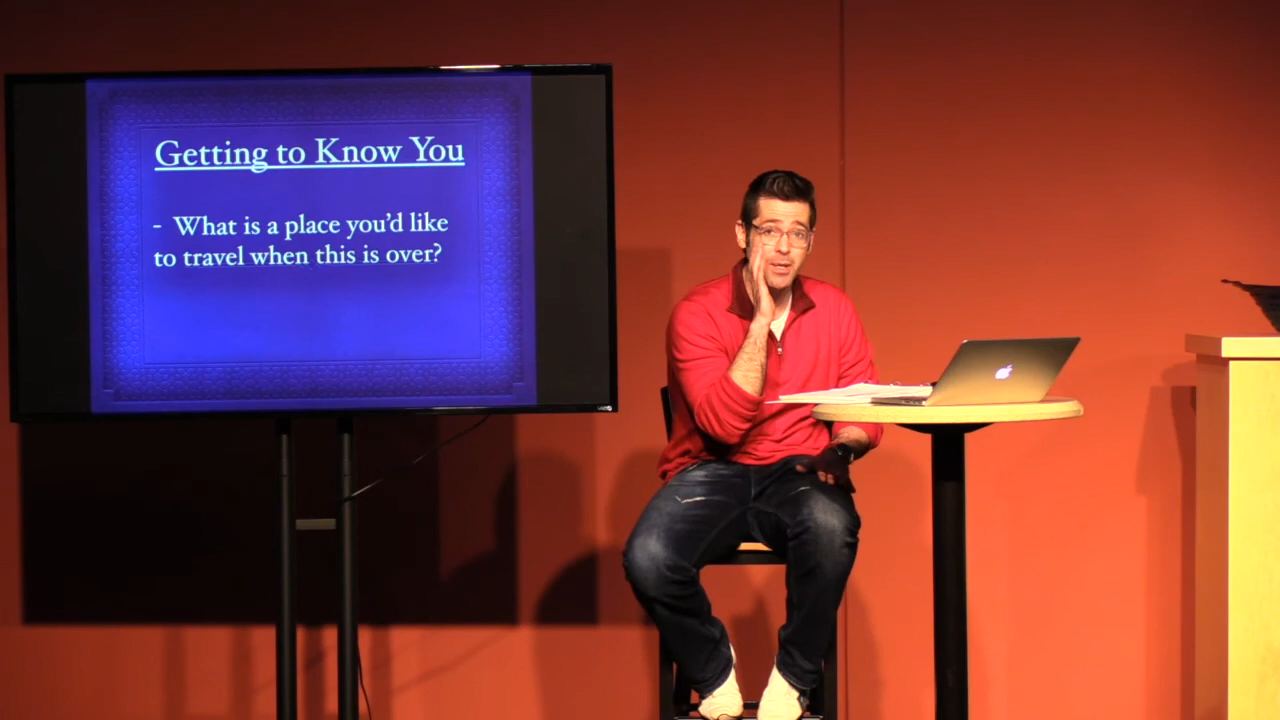 Getting to Know You
- What is a place you'd like
to travel when this is over?